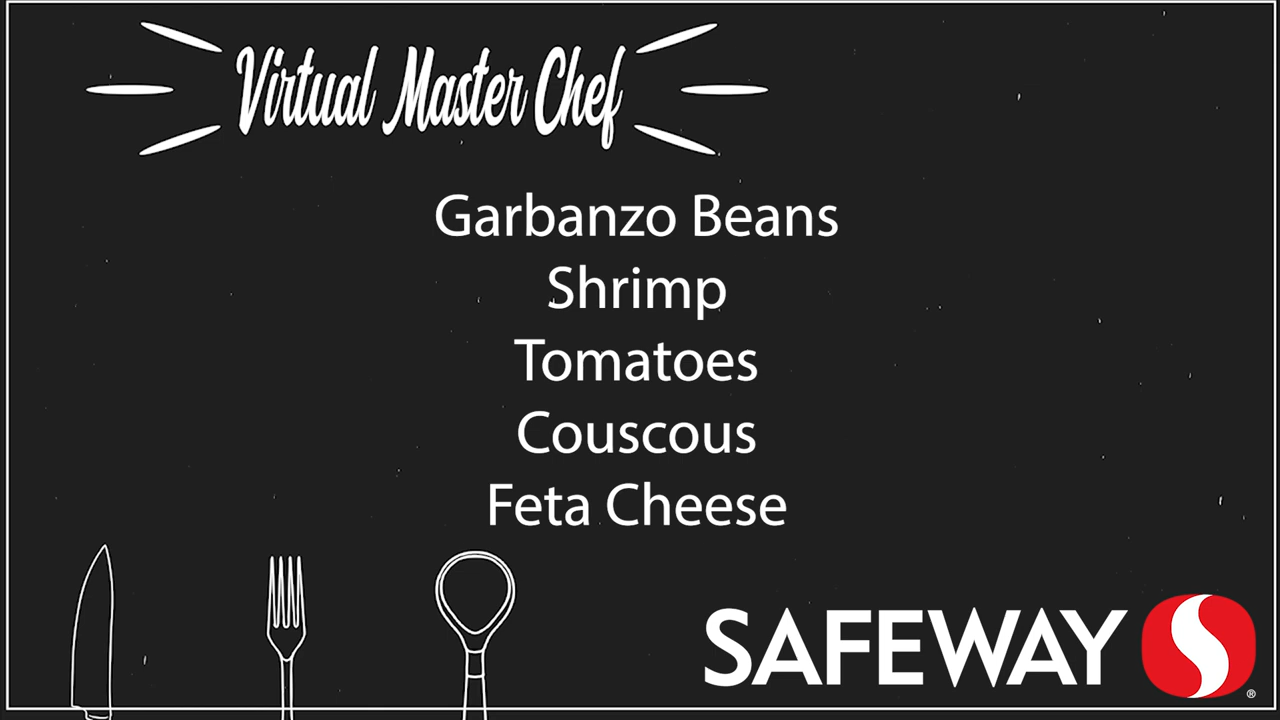 Virtual Master Chef
Garbanzo Beans
Shrimp
Tomatoes
Couscous
Feta Cheese
SAFEWAY
®